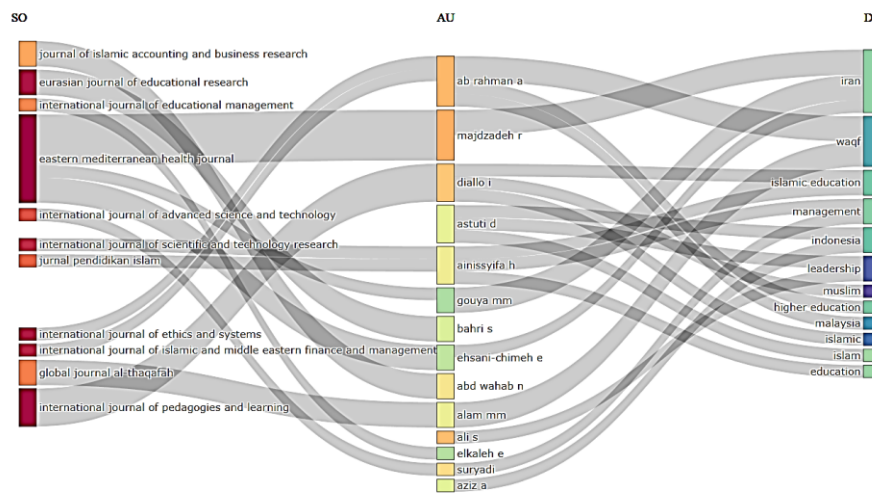 SO
AU
D
journal of islamic accounting and business research
eurasian journal of educational research
international journal of educational management
eastern mediterranean health journal
international journal of advanced science and technology
international journal of scientific and technology research
jurnal pendidikan islam
international journal of ethics and systems
international journal of islamic and middle eastern finance and management
global journal al-thaqafah
international journal of pedagogies and learning
ab rahman a
majdzadeh r
diallo i
astuti d
ainissyifa h
gouya mm
bahri s
ehsani-chimeh e
abd wahab n
alam mm
ali s
elkaleh e
suryadi
aziz a
iran
waqf
islamic education
management
indonesia
leadership
muslim
higher education
malaysia
islamic
islam
education